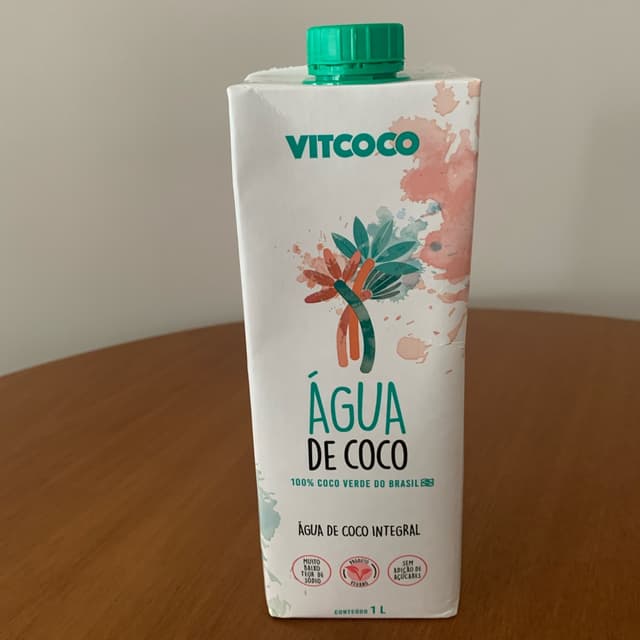 VITCOCO
ÁGUA
DE COCO
100% COCO VERDE DO BRASIL
ÁGUA DE COCO INTEGRAL
MUITO
BAIXO
TEOR DE
SÓDIO
PRODUTO
VEGANO
SEM
ADIÇÃO DE
AÇÚCARES
CONTEÚDO 1 L